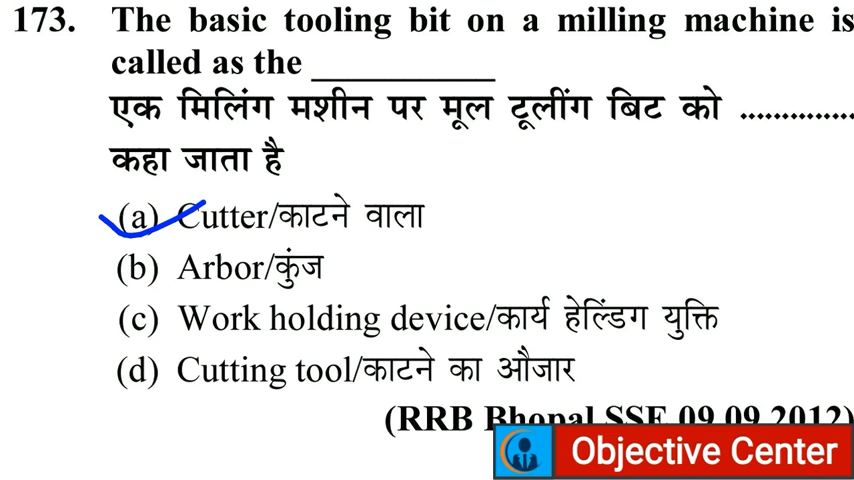 173. The basic tooling bit on a milling machine is
called as the __________
एक मिलिंग मशीन पर मूल टूलींग बिट को ...............
कहा जाता है
(a) Cutter/काटने वाला
(b) Arbor/कुंज
(c) Work holding device/कार्य हेल्डिंग युक्ति
(d) Cutting tool/काटने का औजार
(RRB Bhopal SSE 09.09.2012)
Objective Center